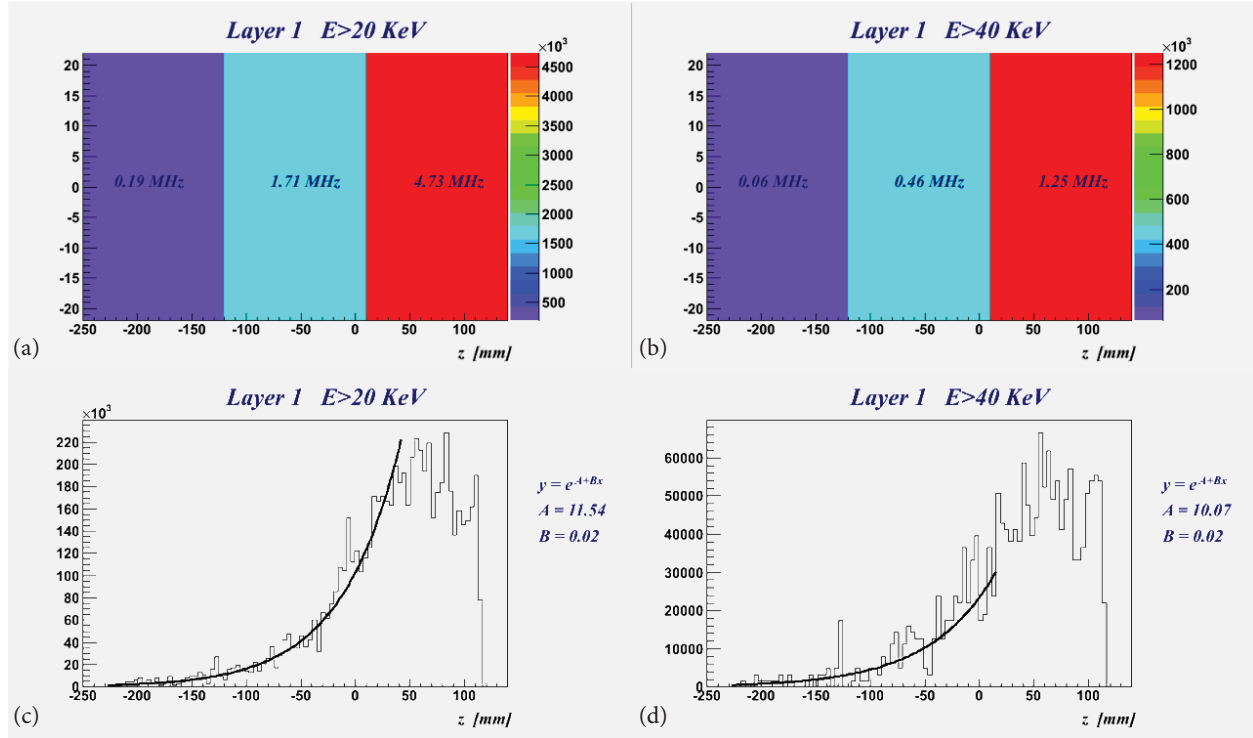 Layer 1 E>20 KeV
×10³
20
15
10
5
0
-5
-10
-15
-20
0.19 MHz 1.71 MHz 4.73 MHz
4500
4000
3500
3000
2500
2000
1500
1000
500
-250 -200 -150 -100 -50 0 50 100
z [mm]
(a)
Layer 1 E>40 KeV
×10³
20
15
10
5
0
-5
-10
-15
-20
0.06 MHz 0.46 MHz 1.25 MHz
1200
1000
800
600
400
200
-250 -200 -150 -100 -50 0 50 100
z [mm]
(b)
Layer 1 E>20 KeV
×10³
220
200
180
160
140
120
100
80
60
40
20
0
y = e^A+Bx
A = 11.54
B = 0.02
-250 -200 -150 -100 -50 0 50 100
z [mm]
(c)
Layer 1 E>40 KeV
60000
50000
40000
30000
20000
10000
0
y = e^A+Bx
A = 10.07
B = 0.02
-250 -200 -150 -100 -50 0 50 100
z [mm]
(d)